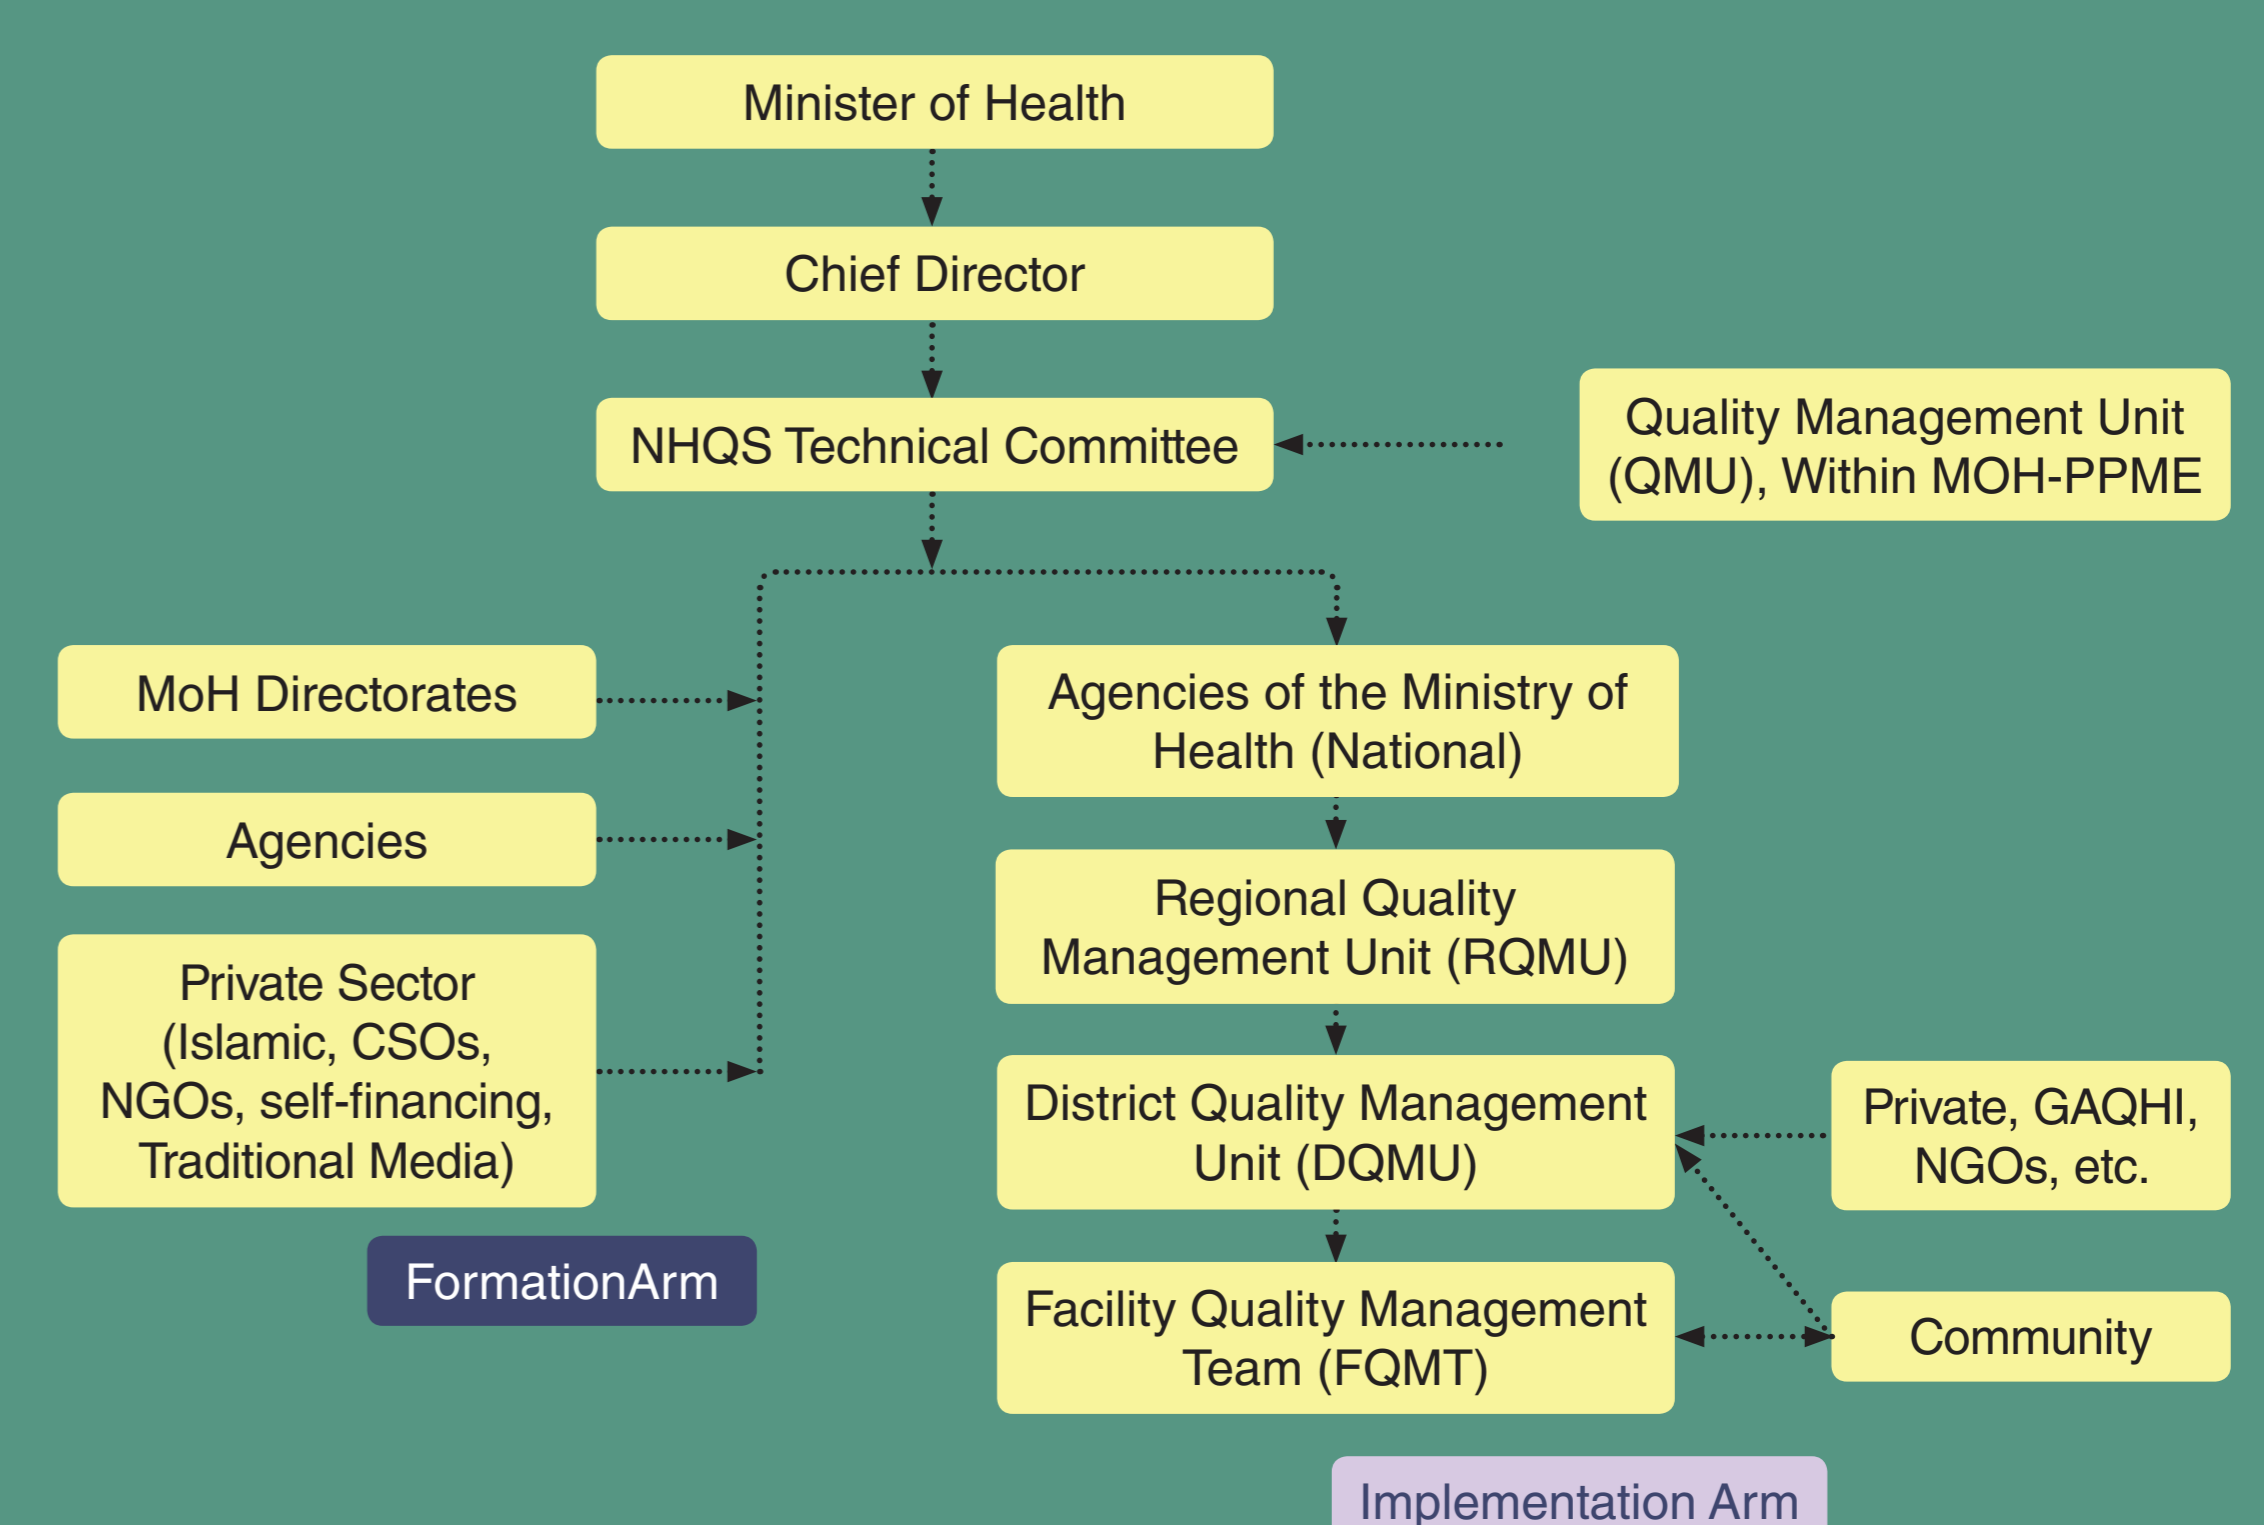 Minister of Health
Chief Director
NHQS Technical Committee
Quality Management Unit
(QMU), Within MOH-PPME
MoH Directorates
Agencies
Private Sector
(Islamic, CSOs,
NGOs, self-financing,
Traditional Media)
FormationArm
Agencies of the Ministry of
Health (National)
Regional Quality
Management Unit (RQMU)
District Quality Management
Unit (DQMU)
Private, GAQHI,
NGOs, etc.
Facility Quality Management
Team (FQMT)
Community
Implementation Arm